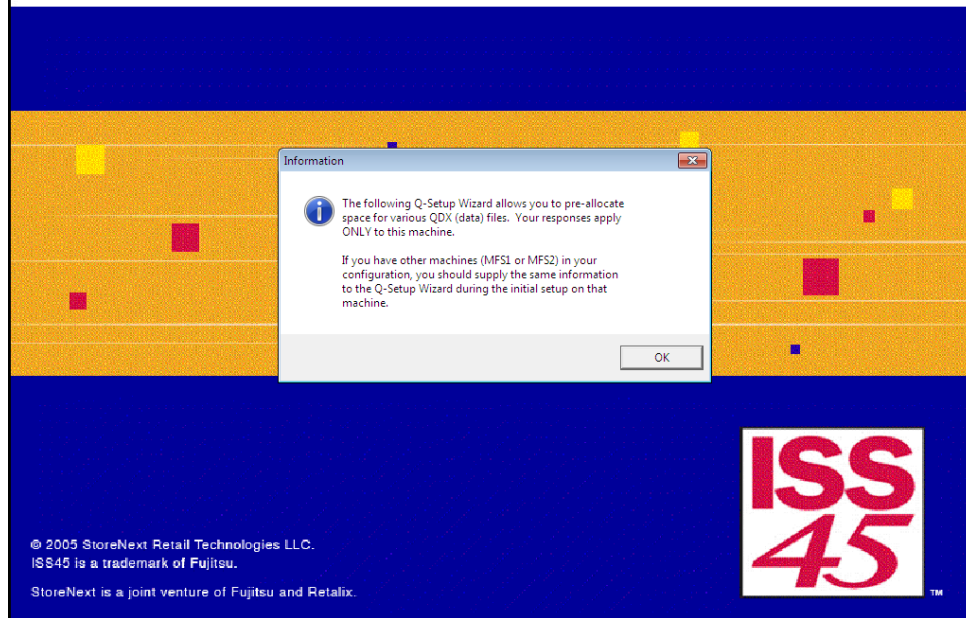 Information
The following Q-Setup Wizard allows you to pre-allocate
space for various QDX (data) files.  Your responses apply
ONLY to this machine.
If you have other machines (MFS1 or MFS2) in your
configuration, you should supply the same information
to the Q-Setup Wizard during the initial setup on that
machine.
OK
ISS
45
TM
© 2005 StoreNext Retail Technologies LLC.
ISS45 is a trademark of Fujitsu.
StoreNext is a joint venture of Fujitsu and Retalix.